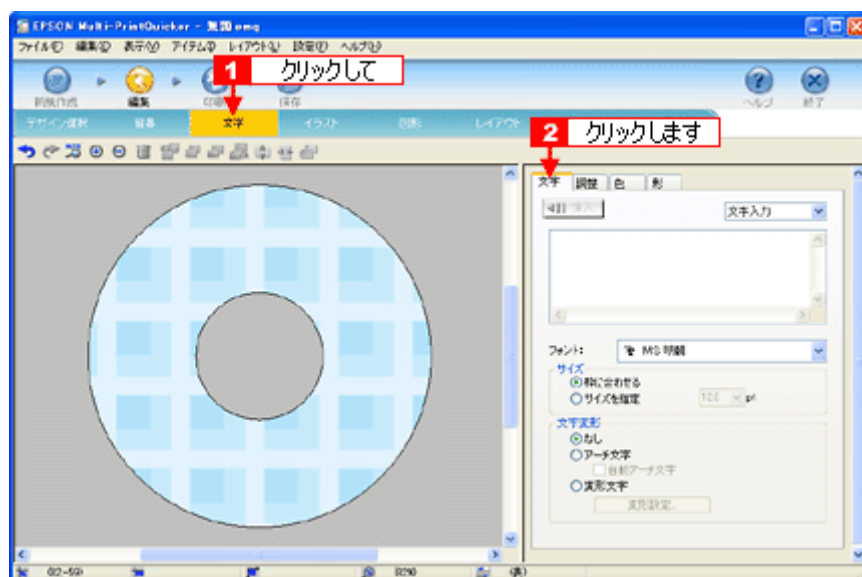 EPSON Multi-PrintQuicker - 無題.emq
ファイル(F) 編集(E) 表示(V) アイテム(I) レイアウト(L) 設定(T) ヘルプ(H)
1 クリックして
新規作成 編集 印刷 保存 ヘルプ 終了
デザイン選択 背景 文字 イラスト 図形 レイアウト
2 クリックします
文字 調整 色 形
文字入力
フォント: MS 明朝
サイズ
枠に合わせる
サイズを指定 12.0 pt
文字変形
なし
アーチ文字
自動アーチ文字
変形文字
変形設定...